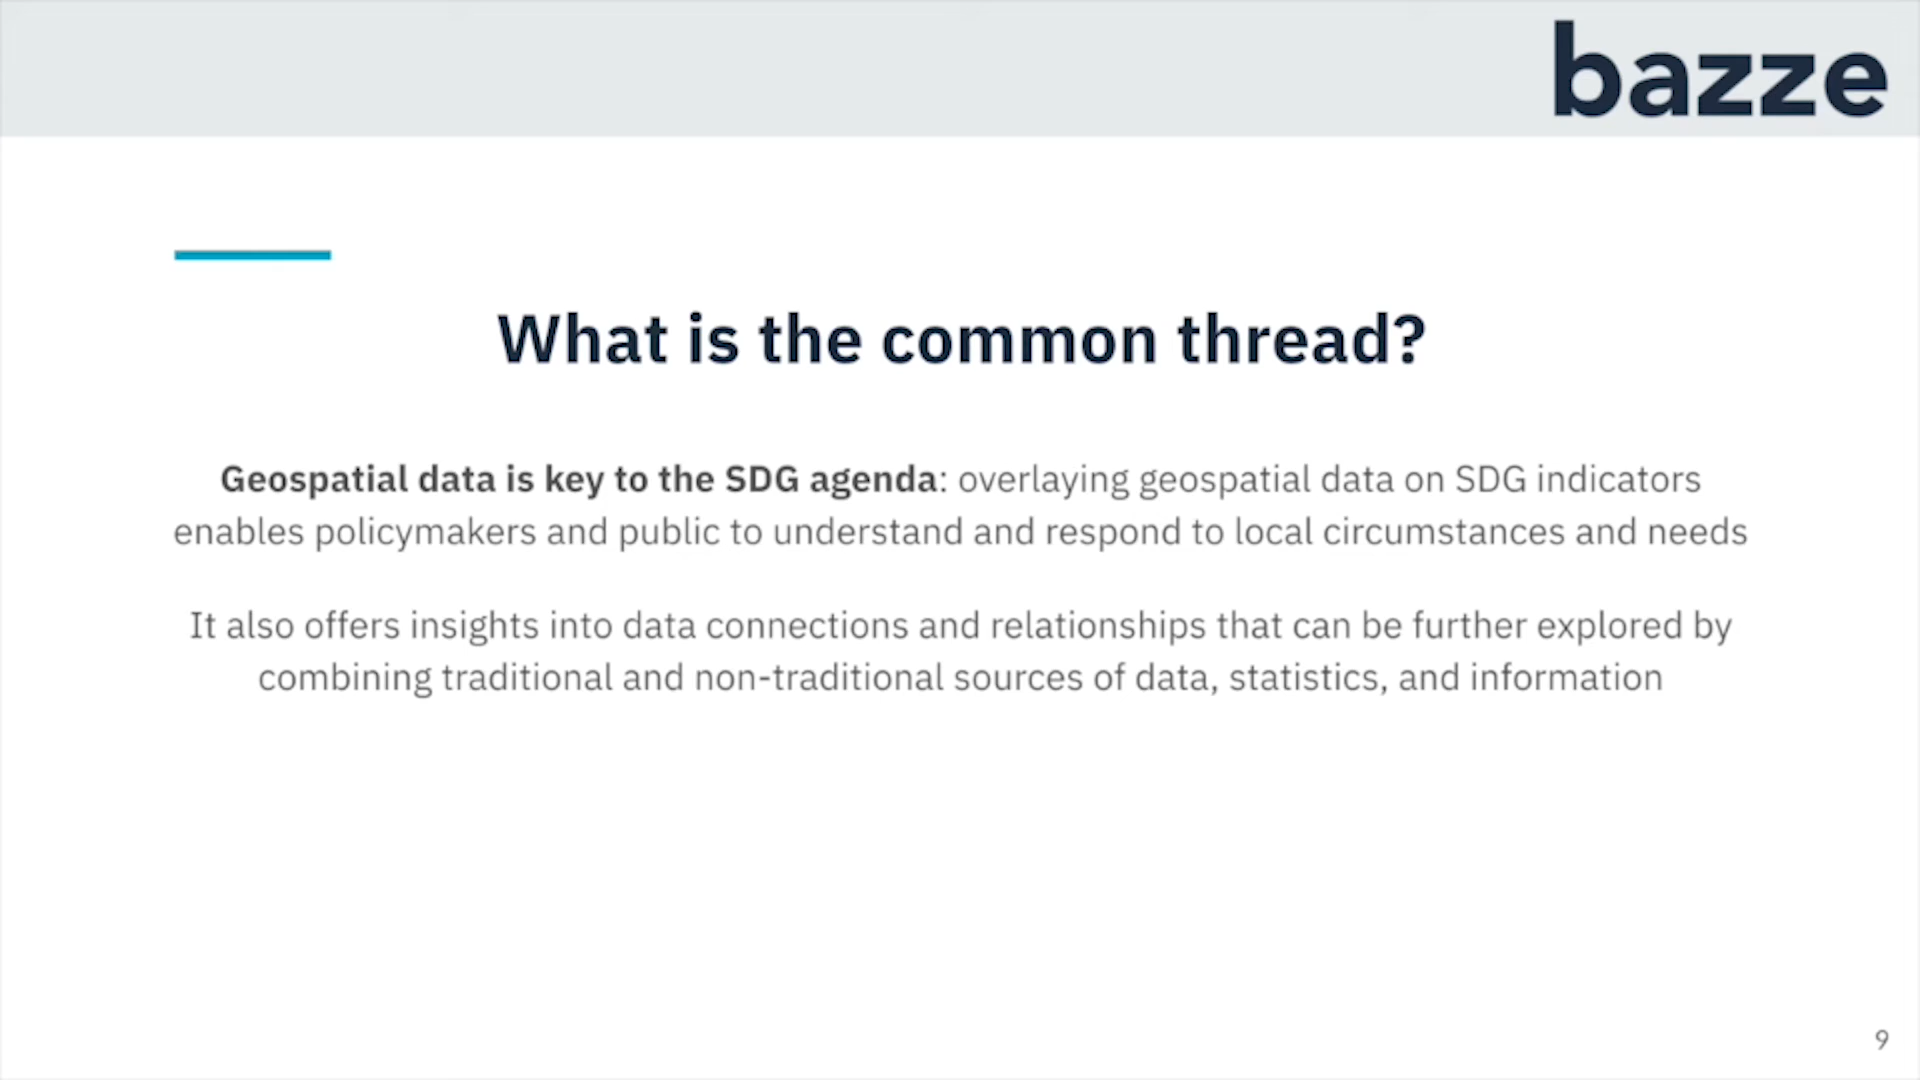 bazze
What is the common thread?
Geospatial data is key to the SDG agenda: overlaying geospatial data on SDG indicators
enables policymakers and public to understand and respond to local circumstances and needs
It also offers insights into data connections and relationships that can be further explored by
combining traditional and non-traditional sources of data, statistics, and information
9